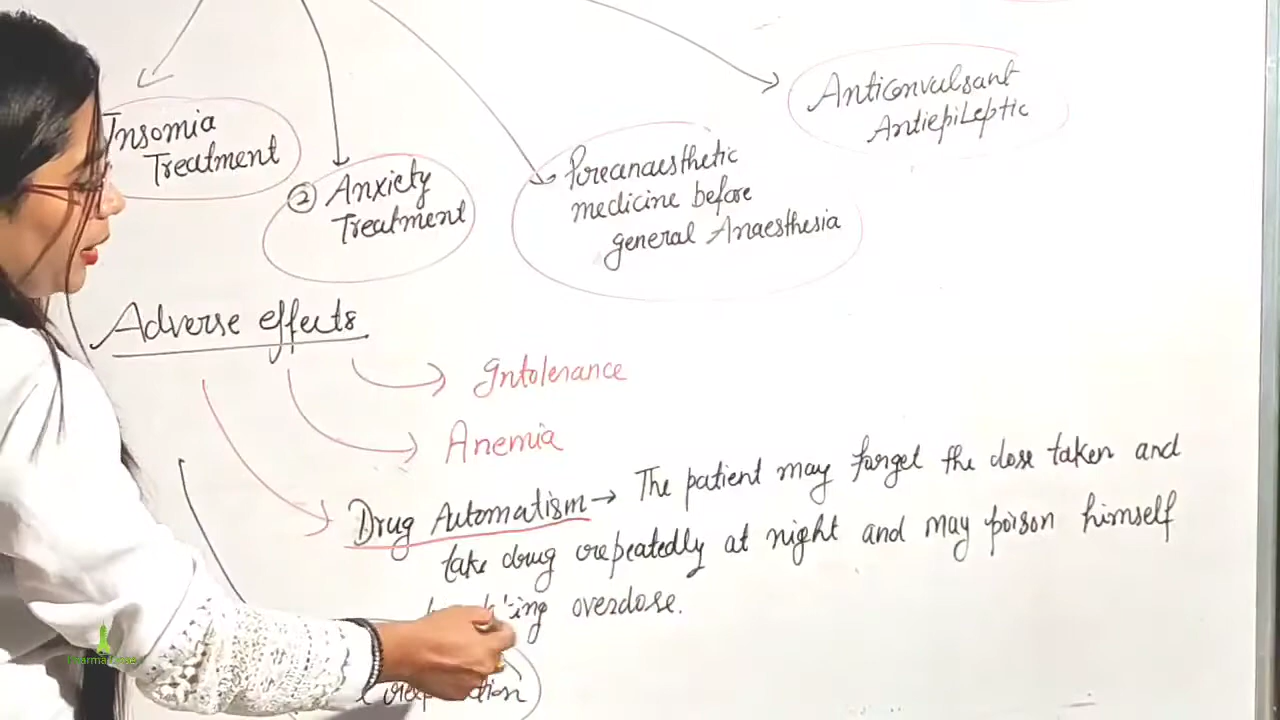 Insomia
Treatment
② Anxiety
Treatment
Preanaesthetic
medicine before
general Anaesthesia
Anticonvulsant
Antiepileptic
Adverse effects
Intolerance
Anemia
Drug Automatism → The patient may forget the dose taken and
take drug repeatedly at night and may poison himself
overdose.